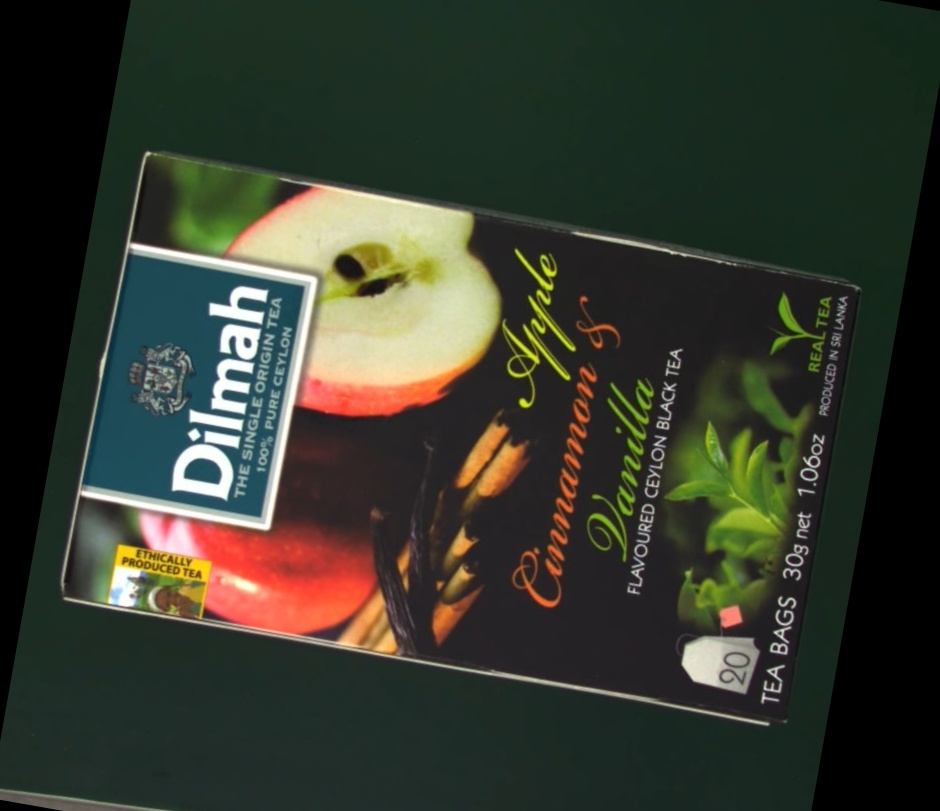 Dilmah
THE SINGLE ORIGIN TEA
100% PURE CEYLON
ETHICALLY
PRODUCED TEA
Apple
Cinnamon &
Vanilla
FLAVOURED CEYLON BLACK TEA
REAL TEA
PRODUCED IN SRI LANKA
20
TEA BAGS 30g net 1.06oz